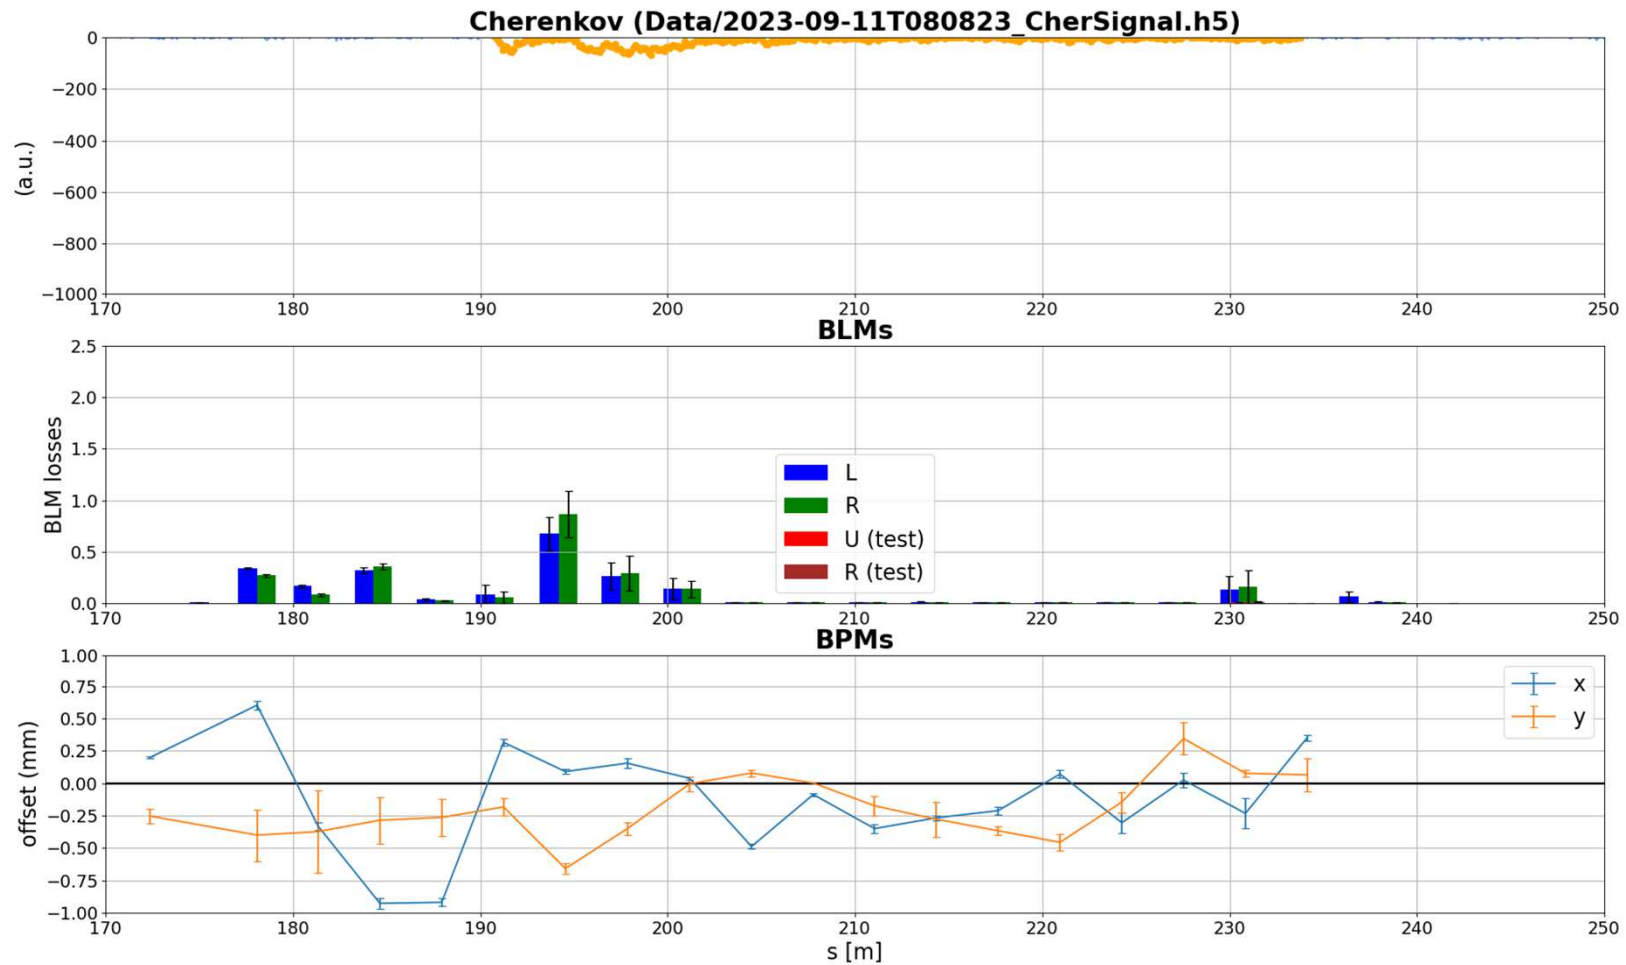 Cherenkov (Data/2023-09-11T080823_CherSignal.h5)
0
−200
−400
−600
−800
−1000
(a.u.)
170 180 190 200 210 220 230 240 250
BLMs
2.5
2.0
1.5
1.0
0.5
0.0
BLM losses
L
R
U (test)
R (test)
170 180 190 200 210 220 230 240 250
BPMs
1.00
0.75
0.50
0.25
0.00
−0.25
−0.50
−0.75
−1.00
offset (mm)
x
y
170 180 190 200 210 220 230 240 250
s [m]